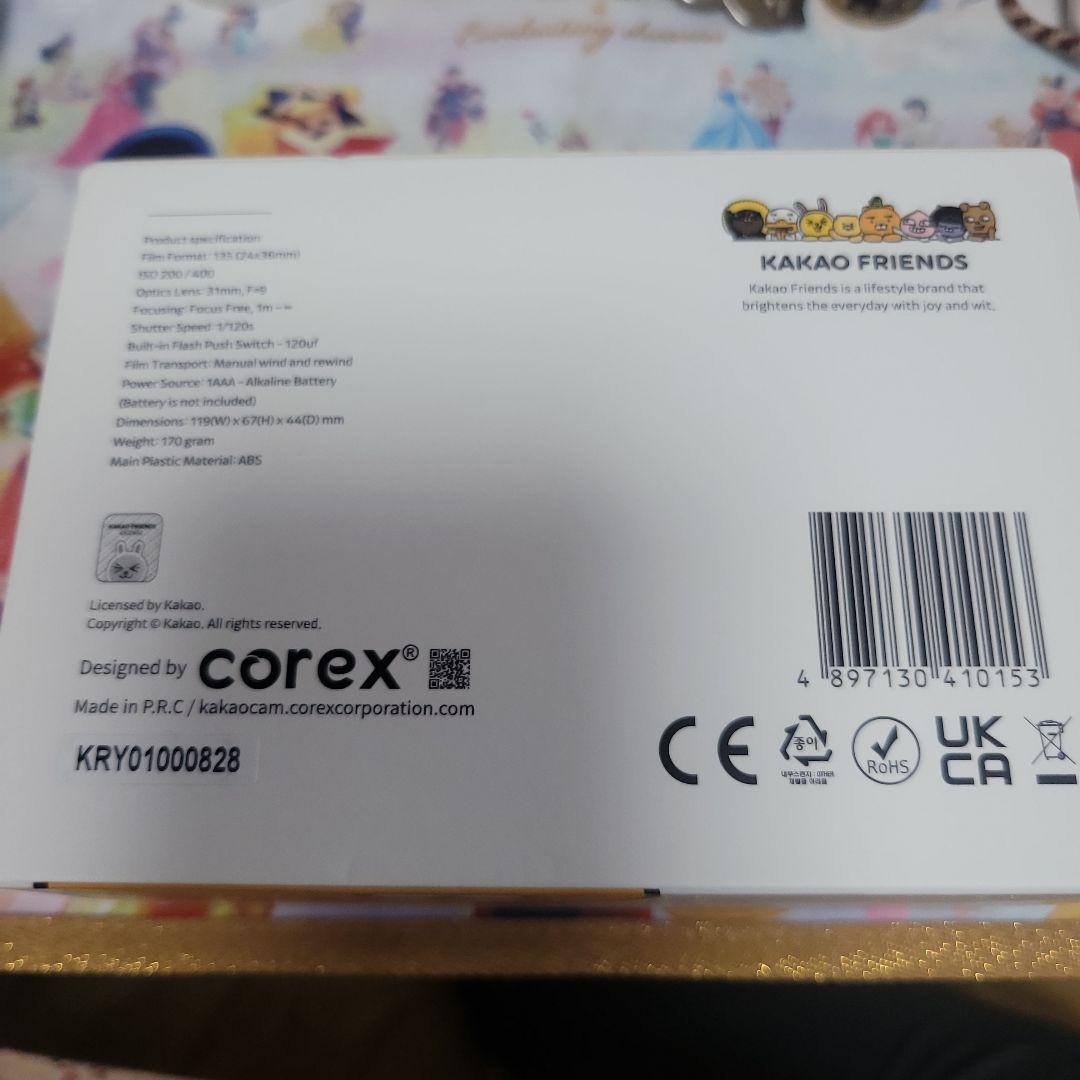 Product specification
Film Format: 135 (24x36mm)
ISO 200 / 400
Optics Lens: 31mm, F=9
Focusing: Focus Free, 1m ~ ∞
Shutter Speed: 1/120s
Built-in Flash Push Switch - 120uf
Film Transport: Manual wind and rewind
Power Source: 1AAA - Alkaline Battery
(Battery is not included)
Dimensions: 119(W) x 67(H) x 44(D) mm
Weight: 170 gram
Main Plastic Material: ABS
KAKAO FRIENDS
Kakao Friends is a lifestyle brand that
brightens the everyday with joy and wit.
KAKAO FRIENDS
Licensed by Kakao.
Copyright © Kakao. All rights reserved.
Designed by corex®
Made in P.R.C / kakaocam.corexcorporation.com
KRY01000828
4 897130 410153
CE
종이
RoHS
UK
CA